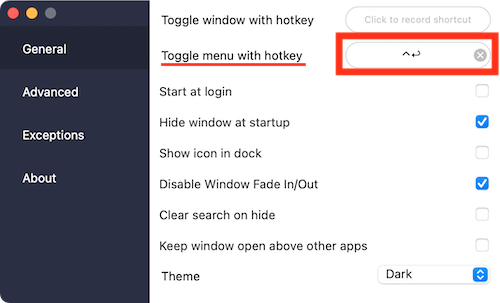 Toggle window with hotkey Click to record shortcut
General
Toggle menu with hotkey ^↩
Advanced
Start at login
Hide window at startup
Exceptions
Show icon in dock
About
Disable Window Fade In/Out
Clear search on hide
Keep window open above other apps
Theme Dark